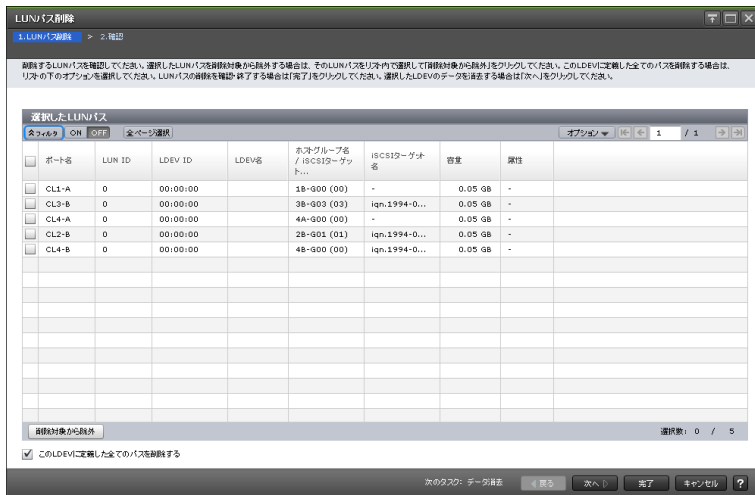 LUNパス削除
1.LUNパス削除 > 2.確認
削除するLUNパスを確認してください。選択したLUNパスを削除対象から除外する場合は、そのLUNパスをリスト内で選択して「削除対象から除外」をクリックしてください。このLDEVに定義した全てのパスを削除する場合は、
リストの下のオプションを選択してください。LUNパスの削除を確認・終了する場合は「完了」をクリックしてください。選択したLDEVのデータを消去する場合は「次へ」をクリックしてください。
選択したLUNパス
フィルタ ON OFF 全ページ選択 オプション 1 / 1
ポート名 LUN ID LDEV ID LDEV名 ホストグループ名 / iSCSIターゲット... iSCSIターゲット名 容量 属性
CL1-A 0 00:00:00 1B-G00 (00) - 0.05 GB -
CL3-B 0 00:00:00 3B-G03 (03) iqn.1994-0... 0.05 GB -
CL4-A 0 00:00:00 4A-G00 (00) - 0.05 GB -
CL2-B 0 00:00:00 2B-G01 (01) iqn.1994-0... 0.05 GB -
CL4-B 0 00:00:00 4B-G00 (00) iqn.1994-0... 0.05 GB -
削除対象から除外 選択数: 0 / 5
このLDEVに定義した全てのパスを削除する
次のタスク: データ消去 戻る 次へ 完了 キャンセル ?